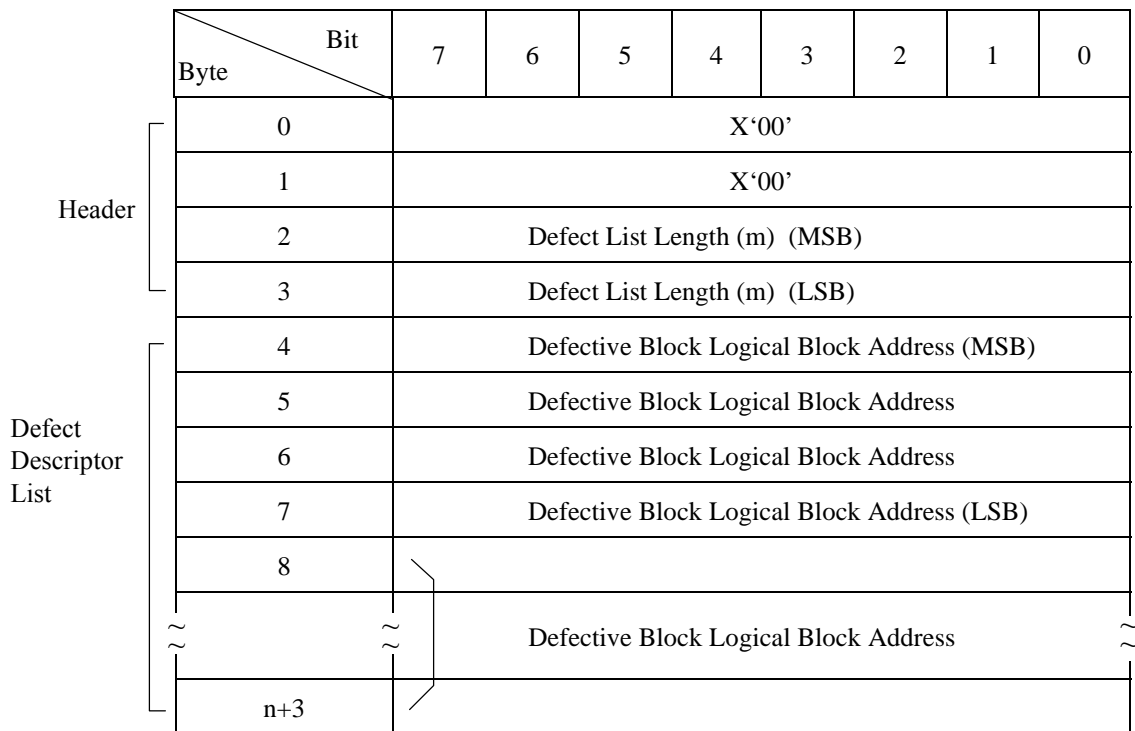 Bit
Byte
7 6 5 4 3 2 1 0
0 X‘00’
1 X‘00’
Header
2 Defect List Length (m) (MSB)
3 Defect List Length (m) (LSB)
4 Defective Block Logical Block Address (MSB)
5 Defective Block Logical Block Address
Defect
Descriptor
List
6 Defective Block Logical Block Address
7 Defective Block Logical Block Address (LSB)
8
Defective Block Logical Block Address
n+3